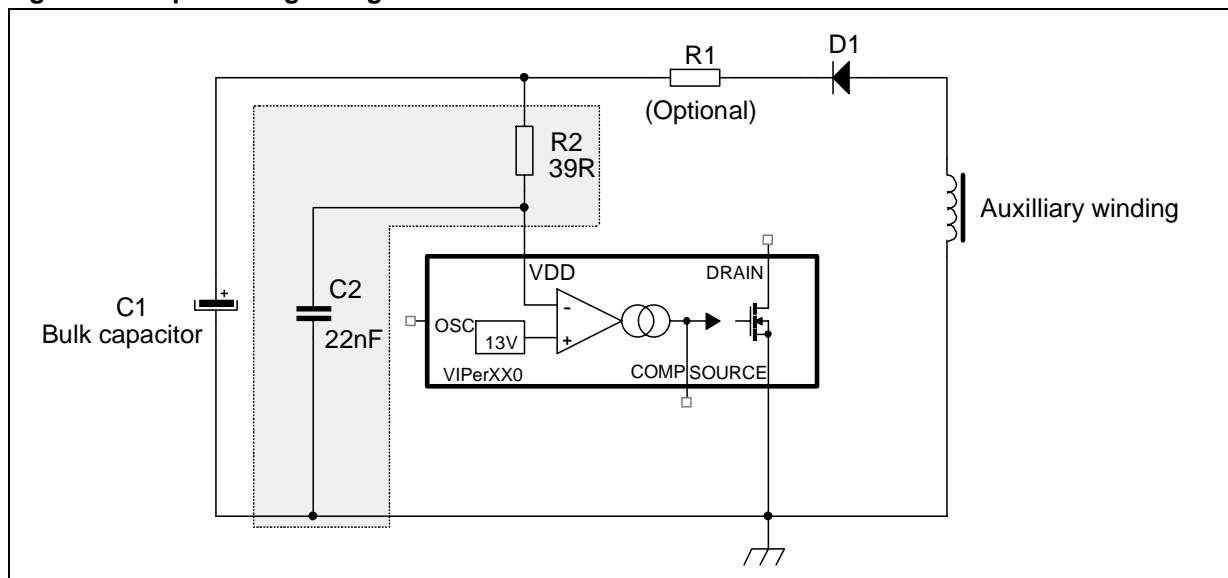 D1
R1
(Optional)
R2
39R
Auxilliary winding
VDD
DRAIN
C1
Bulk capacitor
+
C2
22nF
OSC
13V
-
+
COMP
SOURCE
VIPerXX0